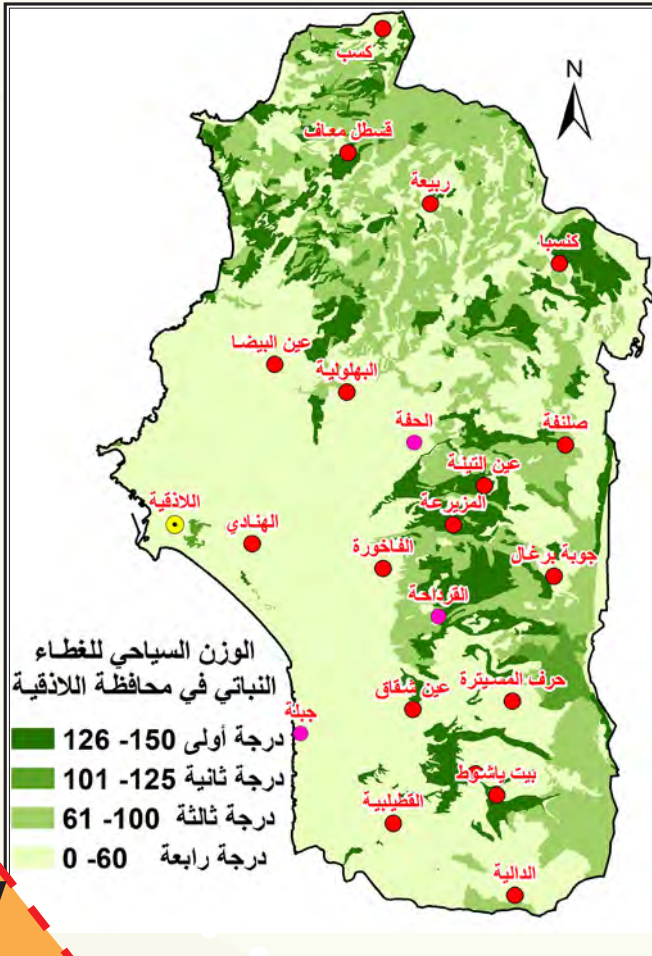 كسب
N
قسطل معاف
ربيعة
كنسبا
عين البيضا
البهلولية
الحفة
صلنفة
عين التينة
المزيرعة
اللاذقية
الهنادي
الفاخورة
جوبة برغال
القرداحة
حرف المسيترة
عين شقاق
جبلة
بيت ياشوط
القطيلبية
الدالية
الوزن السياحي للغطاء
النباتي في محافظة اللاذقية
درجة أولى 150- 126
درجة ثانية 125- 101
درجة ثالثة 100- 61
درجة رابعة 60- 0